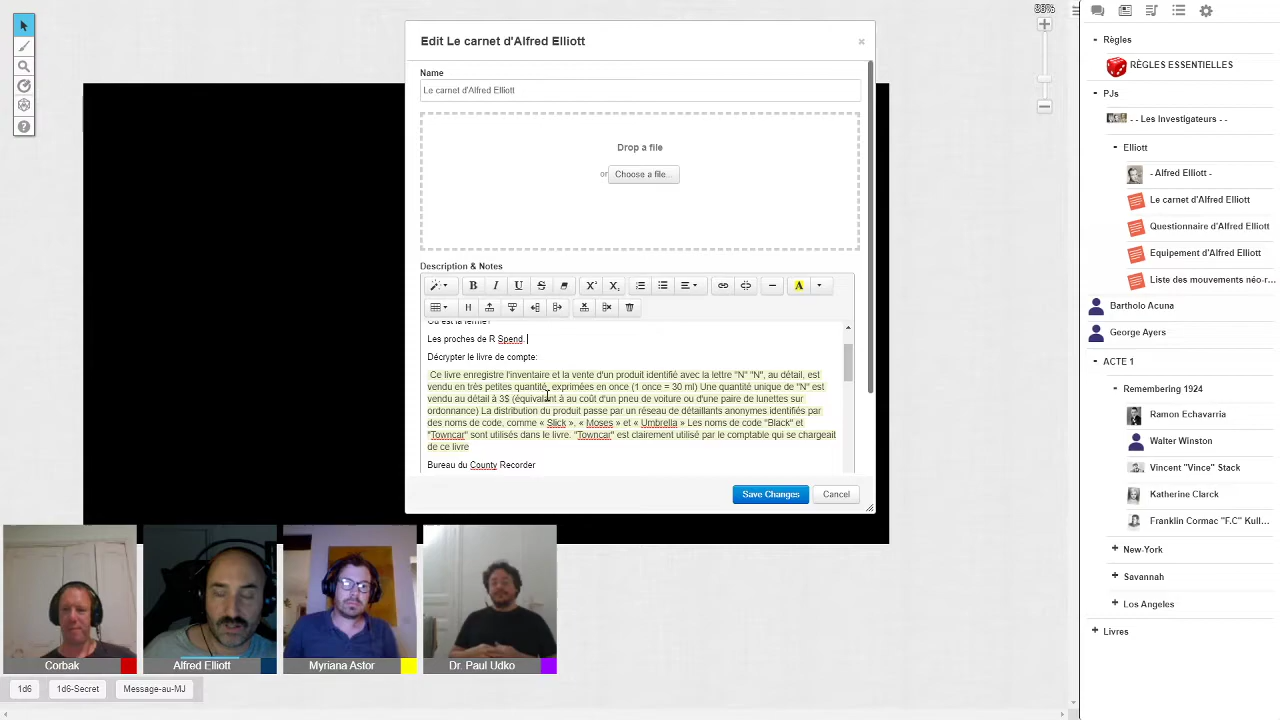 88%
Edit Le carnet d'Alfred Elliott
×
Name
Le carnet d'Alfred Elliott
Drop a file
or Choose a file...
Description & Notes
Où est la ferme?
Les proches de R Spend.
Décrypter le livre de compte:
Ce livre enregistre l'inventaire et la vente d'un produit identifié avec la lettre "N" "N", au détail, est
vendu en très petites quantité, exprimées en once (1 once = 30 ml) Une quantité unique de "N" est
vendu au détail à 3$ (équivalant à au coût d'un pneu de voiture ou d'une paire de lunettes sur
ordonnance) La distribution du produit passe par un réseau de détaillants anonymes identifiés par
des noms de code, comme « Slick », « Moses » et « Umbrella » Les noms de code "Black" et
"Towncar" sont utilisés dans le livre. "Towncar" est clairement utilisé par le comptable qui se chargeait
de ce livre
Bureau du County Recorder
Save Changes
Cancel
Règles
RÈGLES ESSENTIELLES
PJs
- - Les Investigateurs - -
Elliott
- Alfred Elliott -
Le carnet d'Alfred Elliott
Questionnaire d'Alfred Elliott
Equipement d'Alfred Elliott
Liste des mouvements néo-r...
Bartholo Acuna
George Ayers
ACTE 1
Remembering 1924
Ramon Echavarria
Walter Winston
Vincent "Vince" Stack
Katherine Clarck
Franklin Cormac "F.C" Kull...
New-York
Savannah
Los Angeles
Livres
Corbak
Alfred Elliott
Myriana Astor
Dr. Paul Udko
1d6
1d6-Secret
Message-au-MJ